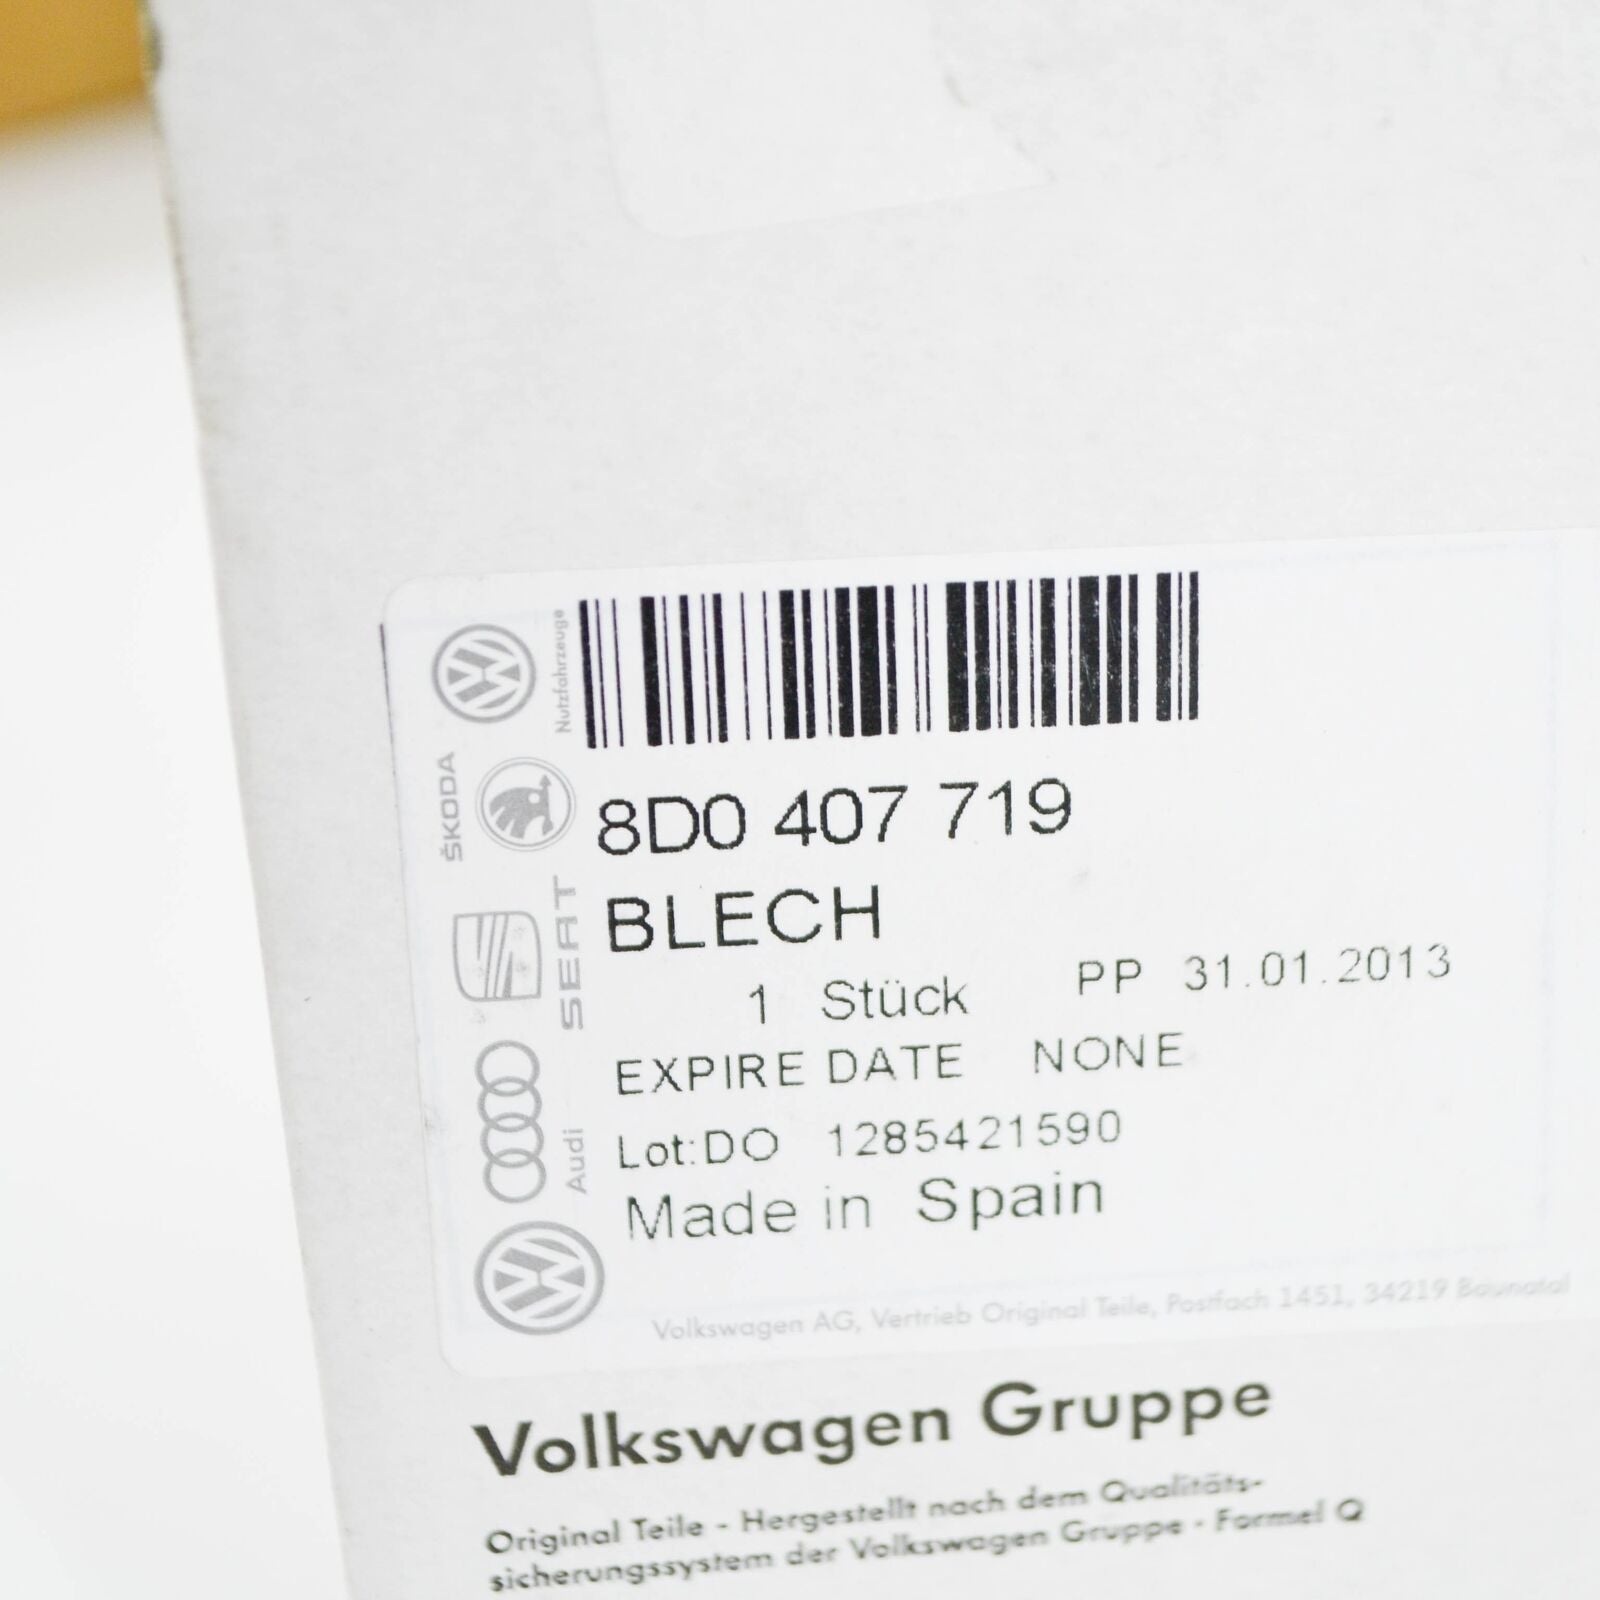 Nutzfahrzeuge
ŠKODA
SEAT
Audi
8D0 407 719
BLECH
1 Stück PP 31.01.2013
EXPIRE DATE NONE
Lot:DO 1285421590
Made in Spain
Volkswagen AG, Vertrieb Original Teile, Postfach 1451, 34219 Baunatal
Volkswagen Gruppe
Original Teile - Hergestellt nach dem Qualitäts-
sicherungssystem der Volkswagen Gruppe - Formel Q